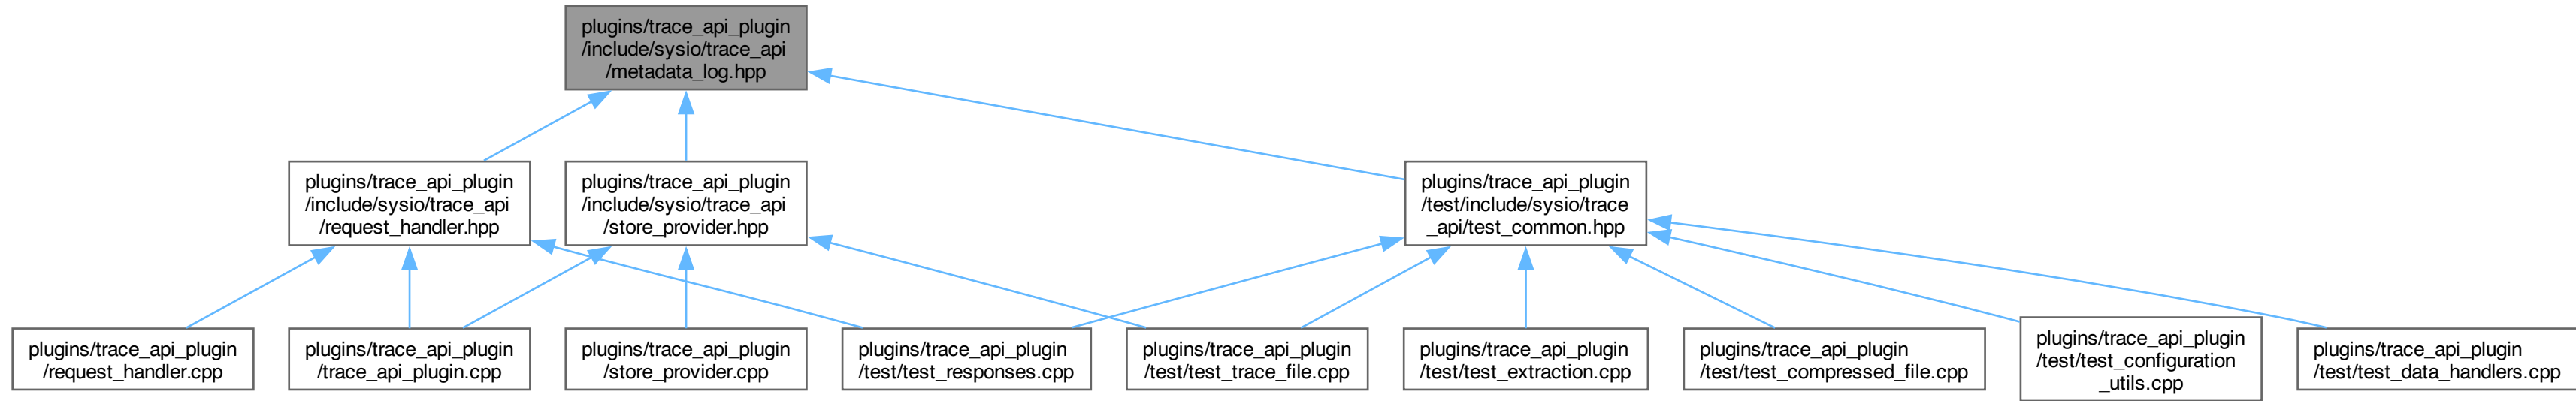 plugins/trace_api_plugin
/include/sysio/trace_api
/metadata_log.hpp
plugins/trace_api_plugin
/include/sysio/trace_api
/request_handler.hpp
plugins/trace_api_plugin
/include/sysio/trace_api
/store_provider.hpp
plugins/trace_api_plugin
/test/include/sysio/trace
_api/test_common.hpp
plugins/trace_api_plugin
/request_handler.cpp
plugins/trace_api_plugin
/trace_api_plugin.cpp
plugins/trace_api_plugin
/store_provider.cpp
plugins/trace_api_plugin
/test/test_responses.cpp
plugins/trace_api_plugin
/test/test_trace_file.cpp
plugins/trace_api_plugin
/test/test_extraction.cpp
plugins/trace_api_plugin
/test/test_compressed_file.cpp
plugins/trace_api_plugin
/test/test_configuration
_utils.cpp
plugins/trace_api_plugin
/test/test_data_handlers.cpp